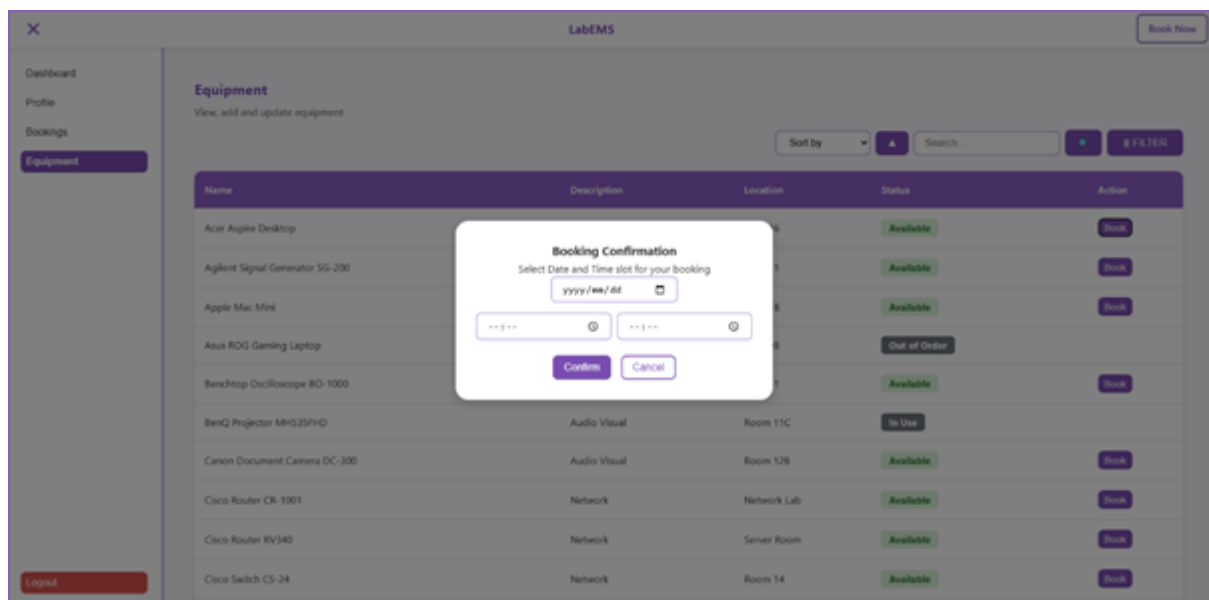 LabEMS
Book Now
Dashboard
Profile
Bookings
Equipment
Logout
Equipment
View, add and update equipment
Sort by
Search...
FILTER
Name Description Location Status Action
Acer Aspire Desktop Available Book
Agilent Signal Generator SG-200 Available Book
Apple Mac Mini Available Book
Asus ROG Gaming Laptop Out of Order
Benchtop Oscilloscope BO-1000 Available Book
BenQ Projector Audio Visual Room 11C In Use
Canon Document Camera DC-300 Audio Visual Room 12B Available Book
Cisco Router CR-1001 Network Network Lab Available Book
Cisco Router RV340 Network Server Room Available Book
Cisco Switch CS-24 Network Room 14 Available Book
Booking Confirmation
Select Date and Time slot for your booking
yyyy/mm/dd
--:-- --:--
Confirm Cancel